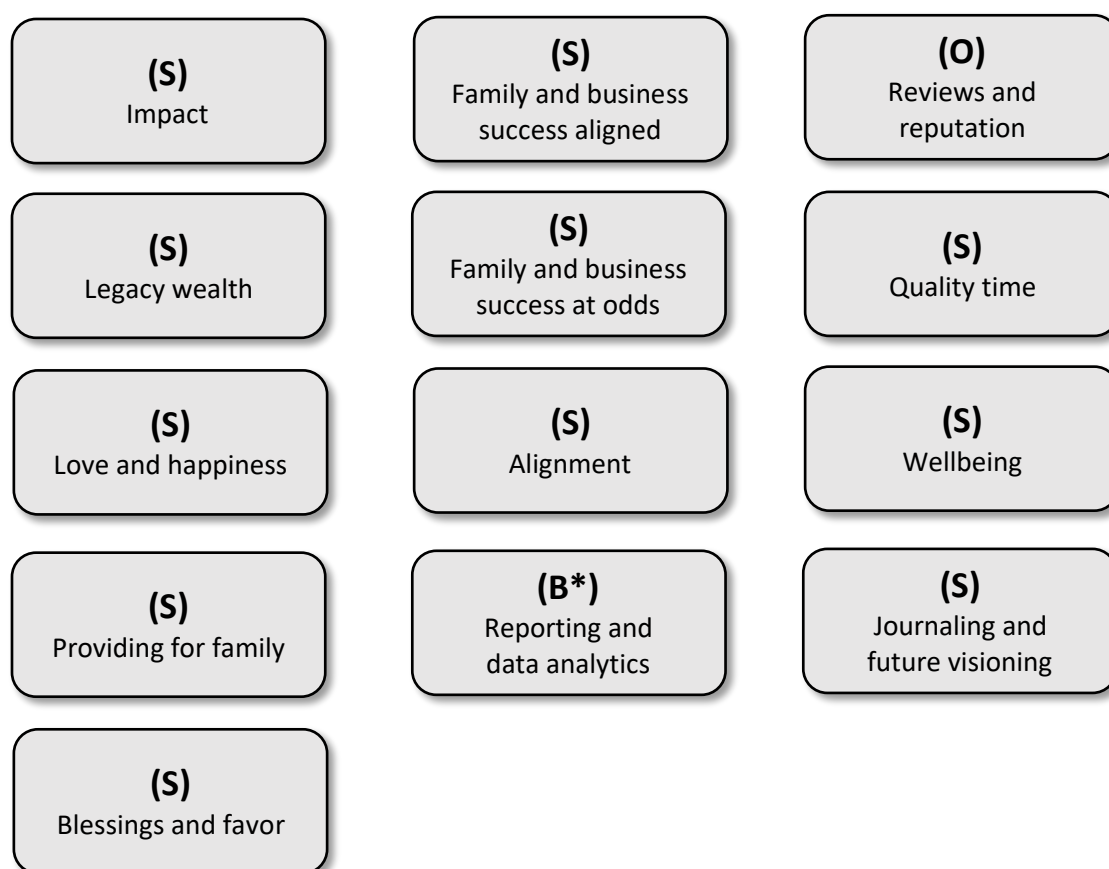 (S)
Impact
(S)
Family and business
success aligned
(O)
Reviews and
reputation
(S)
Legacy wealth
(S)
Family and business
success at odds
(S)
Quality time
(S)
Love and happiness
(S)
Alignment
(S)
Wellbeing
(S)
Providing for family
(B*)
Reporting and
data analytics
(S)
Journaling and
future visioning
(S)
Blessings and favor